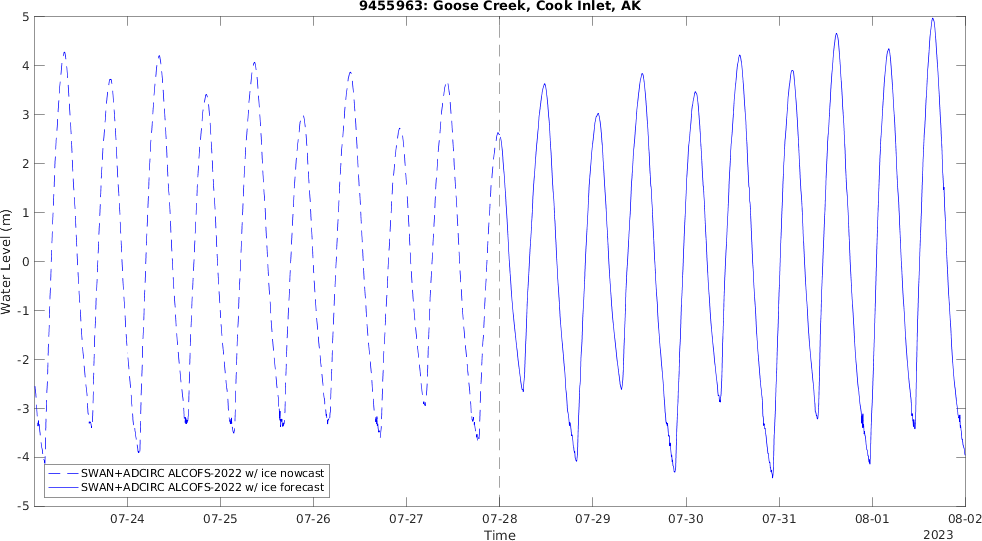 9455963: Goose Creek, Cook Inlet, AK
Water Level (m)
5
4
3
2
1
0
-1
-2
-3
-4
-5
SWAN+ADCIRC ALCOFS-2022 w/ ice nowcast
SWAN+ADCIRC ALCOFS-2022 w/ ice forecast
07-24 07-25 07-26 07-27 07-28 07-29 07-30 07-31 08-01 08-02
Time
2023